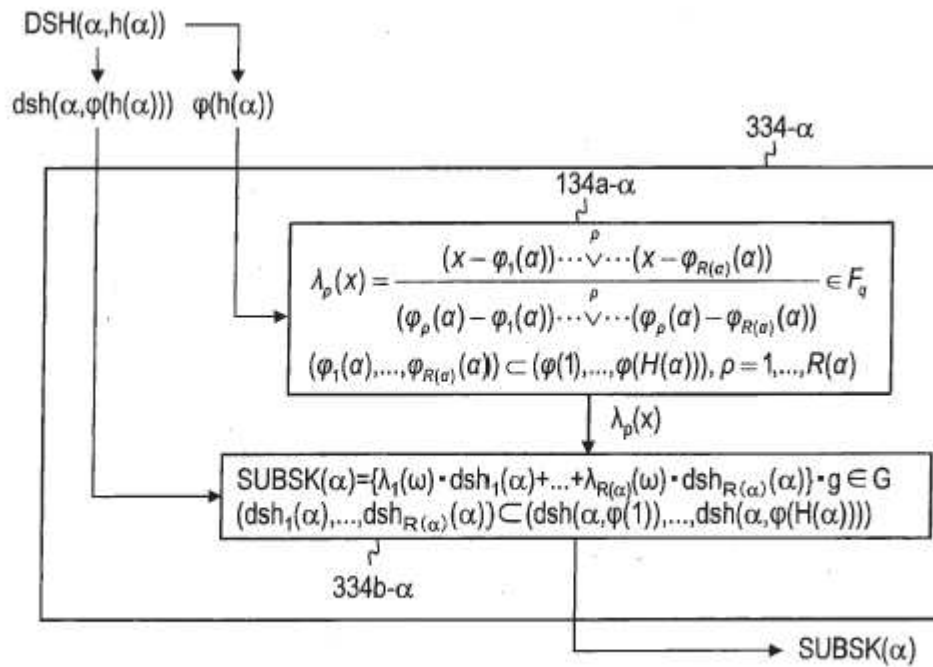 DSH(α,h(α))
dsh(α,φ(h(α))) φ(h(α))
334-α
134a-α
λρ(x) = (x − φ₁(α))⋯ρ∨⋯(x − φR(α)(α)) / (φρ(α) − φ₁(α))⋯ρ∨⋯(φρ(α) − φR(α)(α)) ∈ Fq
(φ₁(α),...,φR(α)(α)) ⊂ (φ(1),...,φ(H(α))), ρ = 1,...,R(α)
λρ(x)
SUBSK(α)={λ₁(ω)•dsh₁(α)+...+λR(α)(ω)•dshR(α)(α)}•g∈G
(dsh₁(α),...,dshR(α)(α))⊂(dsh(α,φ(1)),...,dsh(α,φ(H(α))))
334b-α
SUBSK(α)